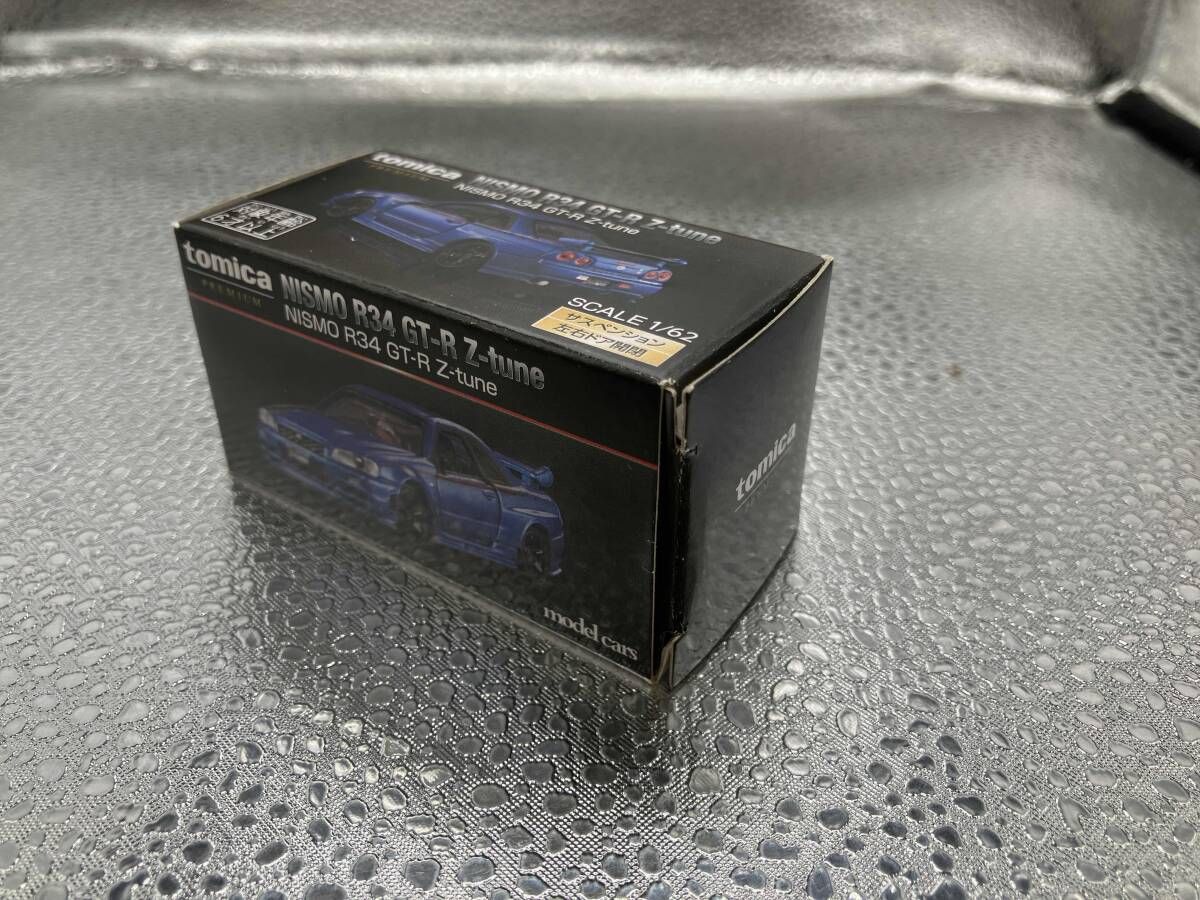 tomica
NISMO R34 GT-R Z-tune
NISMO R34 GT-R Z-tune
SCALE 1/62
サスペンション
左右ドア開閉
tomica
PREMIUM
NISMO R34 GT-R Z-tune
NISMO R34 GT-R Z-tune
model cars
tomica